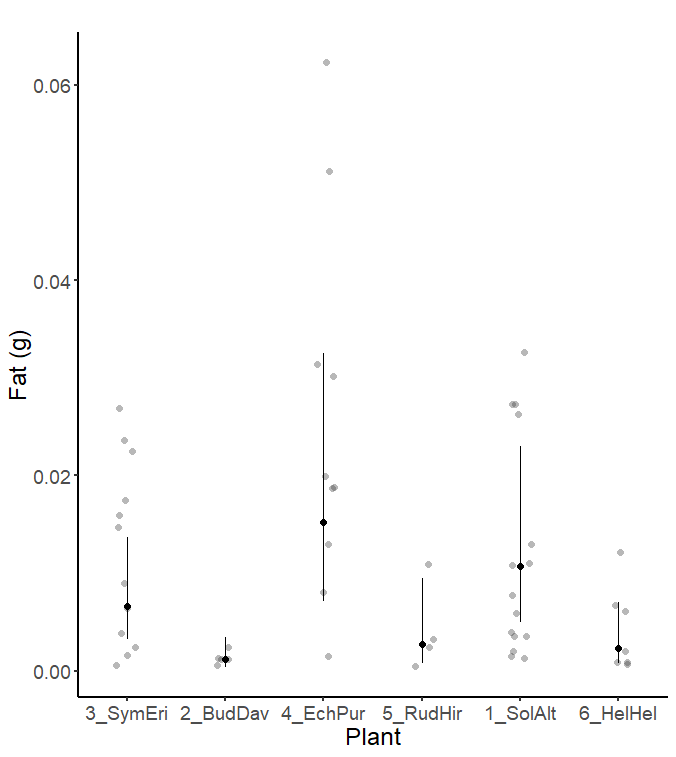 Fat (g)
0.06
0.04
0.02
0.00
3_SymEri 2_BudDav 4_EchPur 5_RudHir 1_SolAlt 6_HelHel
Plant